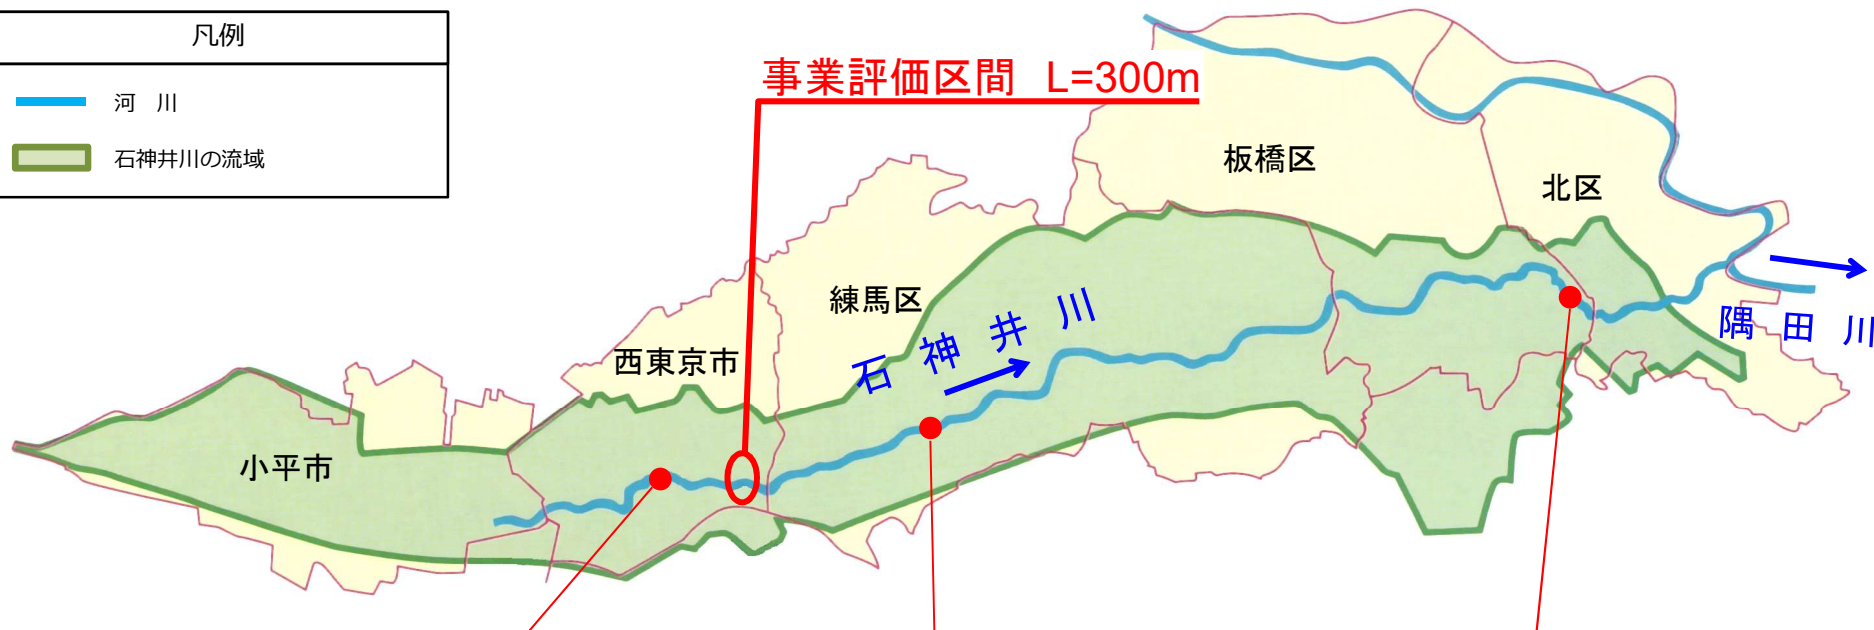 凡例
河　川
石神井川の流域
事業評価区間　L=300m
板橋区
北区
練馬区
石神井川
隅田川
西東京市
小平市